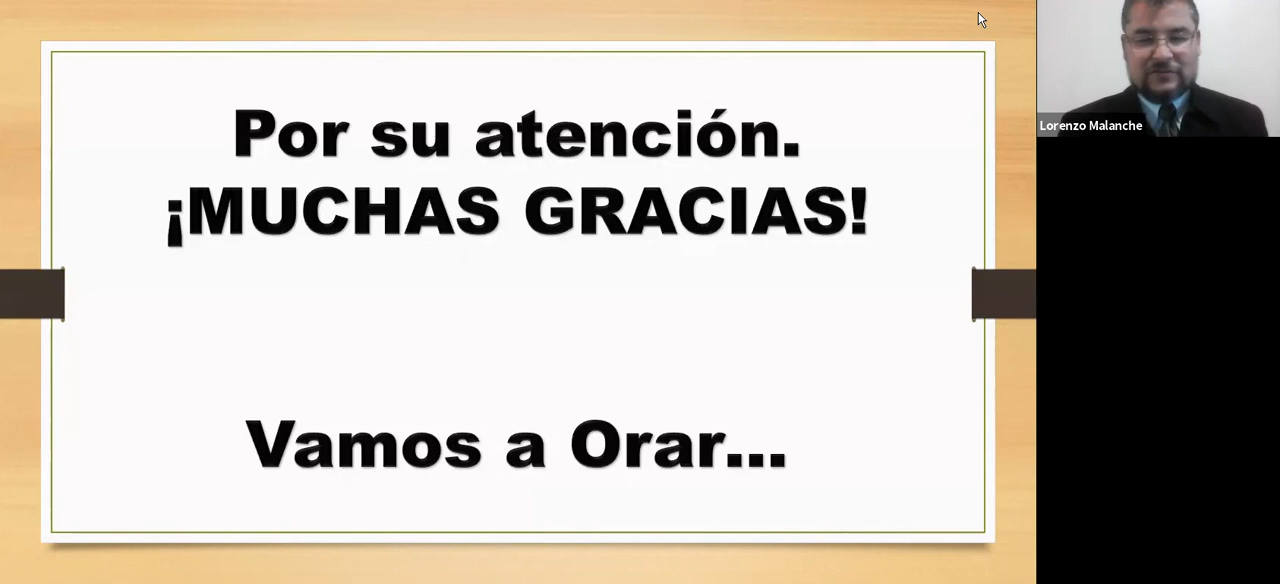 Por su atención.
¡MUCHAS GRACIAS!
Vamos a Orar...
Lorenzo Malanche